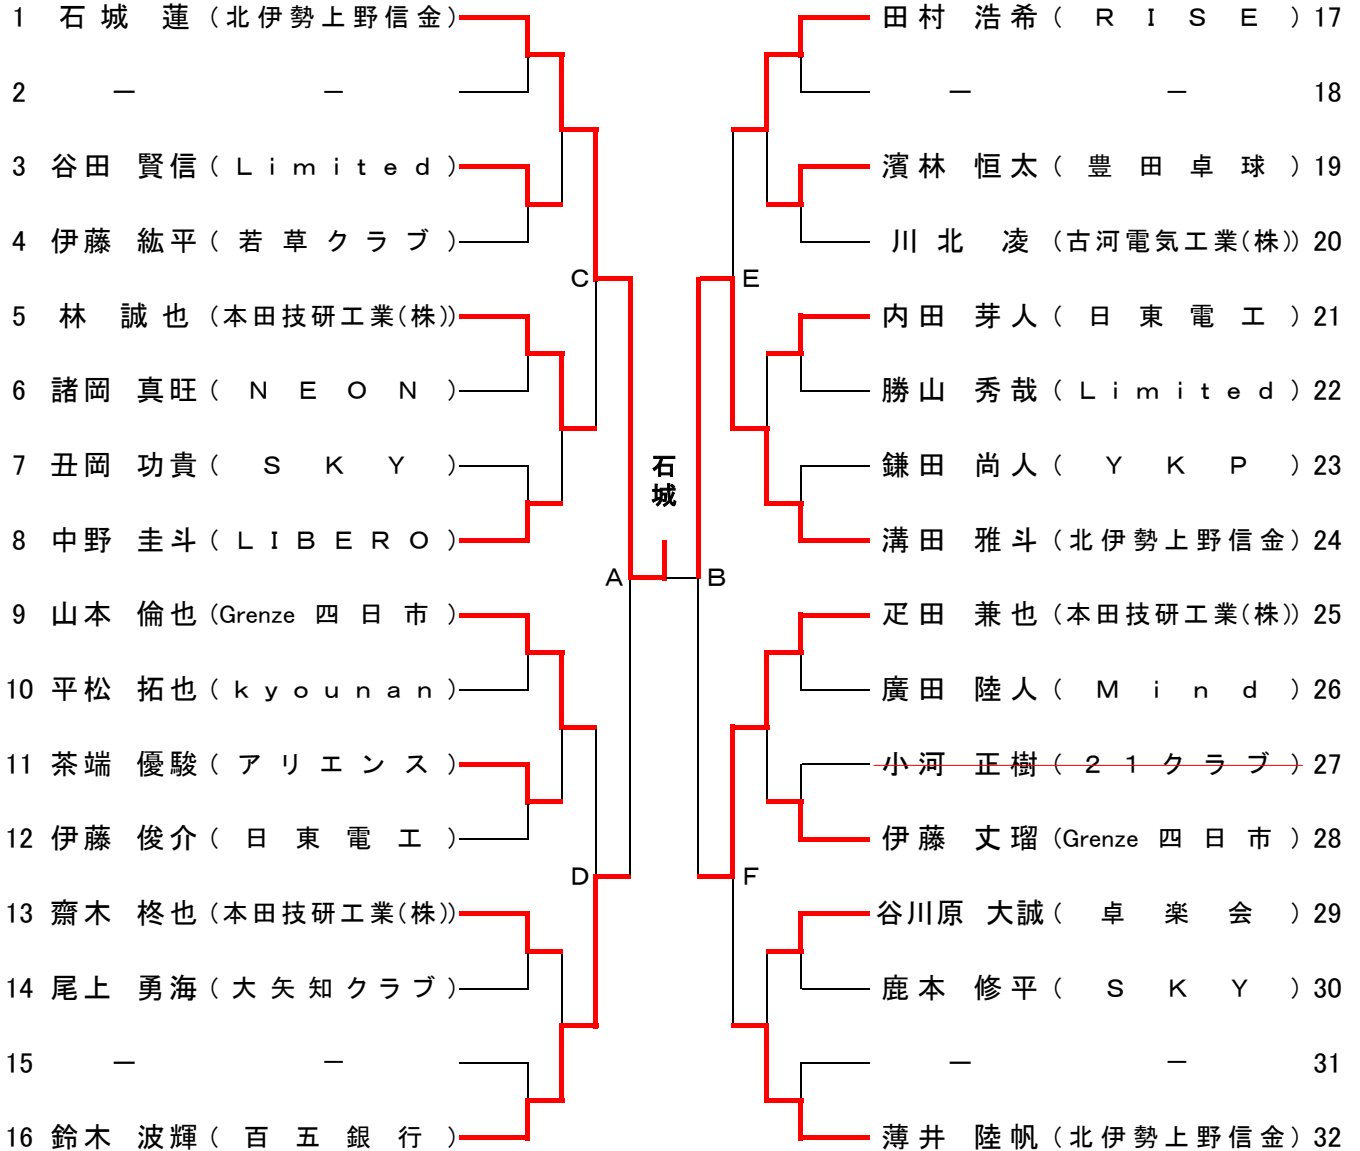 1 石城 蓮 (北伊勢上野信金)
2 ー ー
3 谷田 賢信 (Limited)
4 伊藤 紘平 (若草クラブ)
5 林 誠也 (本田技研工業(株))
6 諸岡 真旺 (NEON)
7 丑岡 功貴 (SKY)
8 中野 圭斗 (LIBERO)
9 山本 倫也 (Grenze 四日市)
10 平松 拓也 (kyounan)
11 茶端 優駿 (アリエンス)
12 伊藤 俊介 (日東電工)
13 齋木 柊也 (本田技研工業(株))
14 尾上 勇海 (大矢知クラブ)
15 ー ー
16 鈴木 波輝 (百五銀行)
C
A
D
石城
E
B
F
田村 浩希 (RISE) 17
ー ー 18
濱林 恒太 (豊田卓球) 19
川北 凌 (古河電気工業(株)) 20
内田 芽人 (日東電工) 21
勝山 秀哉 (Limited) 22
鎌田 尚人 (YKP) 23
溝田 雅斗 (北伊勢上野信金) 24
疋田 兼也 (本田技研工業(株)) 25
廣田 陸人 (Mind) 26
小河 正樹 (21クラブ) 27
伊藤 丈瑠 (Grenze 四日市) 28
谷川原 大誠 (卓楽会) 29
鹿本 修平 (SKY) 30
ー ー 31
薄井 陸帆 (北伊勢上野信金) 32